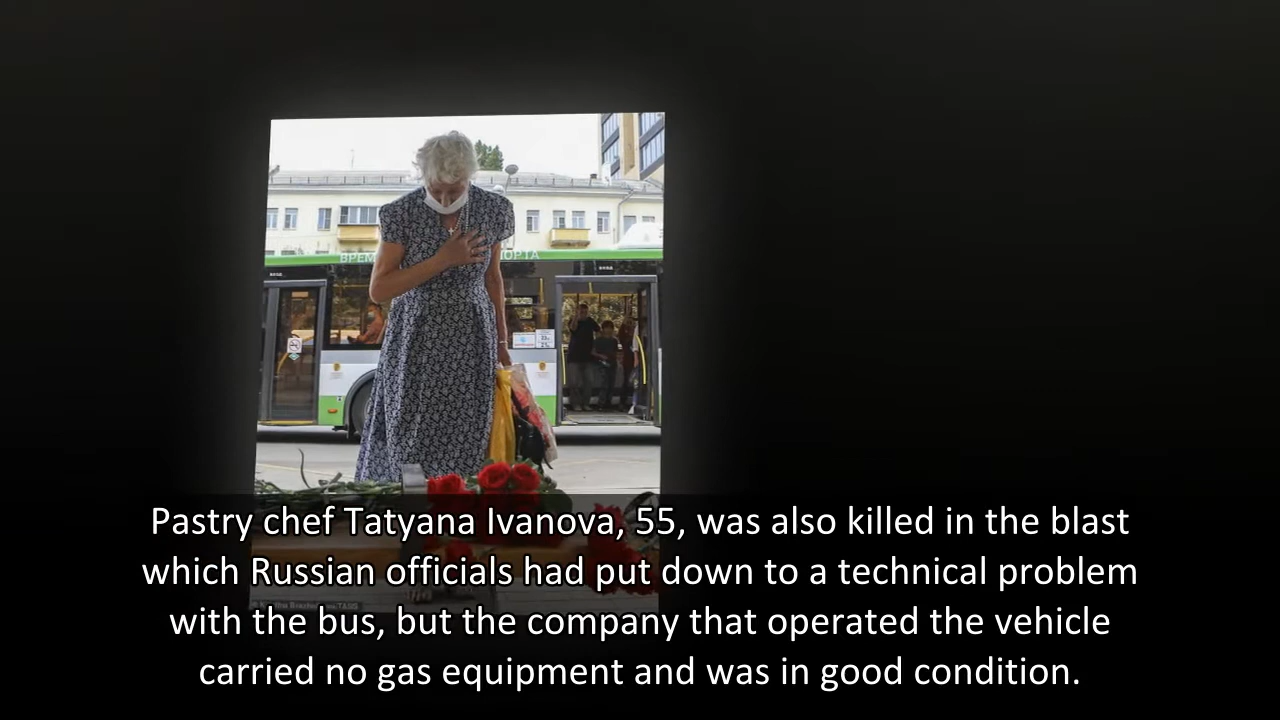 ВРЕМ ПОРТА
Pastry chef Tatyana Ivanova, 55, was also killed in the blast
which Russian officials had put down to a technical problem
with the bus, but the company that operated the vehicle
carried no gas equipment and was in good condition.